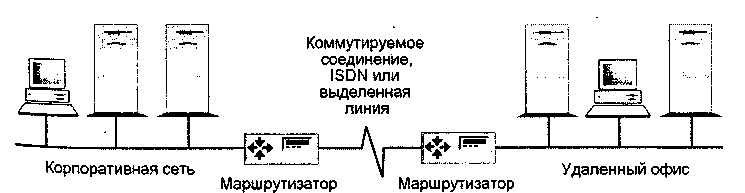 Коммутируемое
соединение,
ISDN или
выделенная
линия
Корпоративная сеть
Маршрутизатор
Маршрутизатор
Удаленный офис